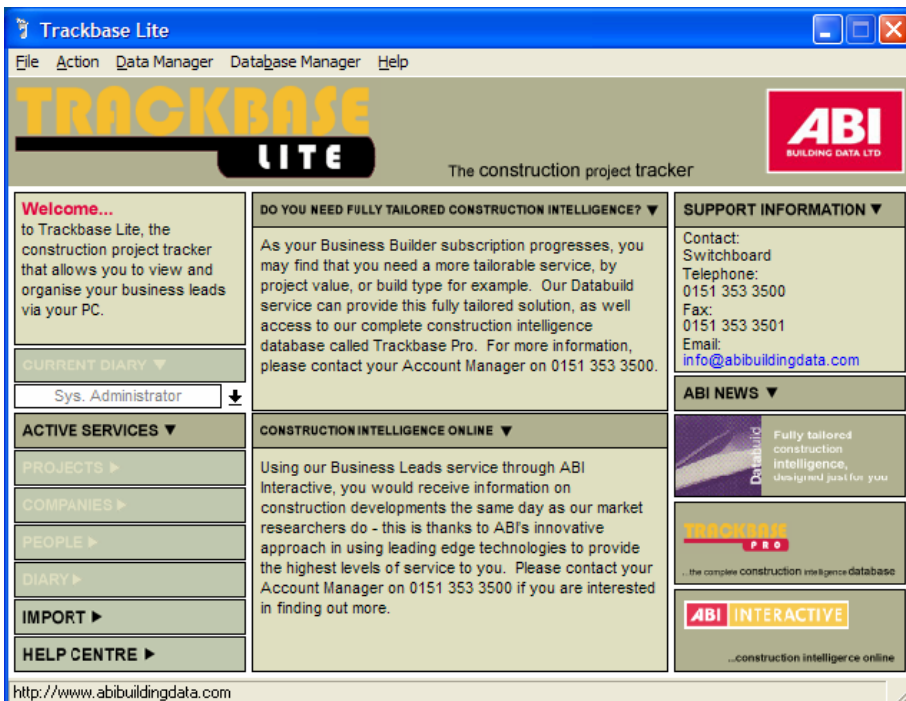 Trackbase Lite
File Action Data Manager Database Manager Help
TRACKBASE
LITE
The construction project tracker
ABI
BUILDING DATA LTD
Welcome...
to Trackbase Lite, the
construction project tracker
that allows you to view and
organise your business leads
via your PC.
CURRENT DIARY ▼
Sys. Administrator
ACTIVE SERVICES ▼
PROJECTS ▶
COMPANIES ▶
PEOPLE ▶
DIARY ▶
IMPORT ▶
HELP CENTRE ▶
DO YOU NEED FULLY TAILORED CONSTRUCTION INTELLIGENCE? ▼
As your Business Builder subscription progresses, you
may find that you need a more tailorable service, by
project value, or build type for example. Our Databuild
service can provide this fully tailored solution, as well
access to our complete construction intelligence
database called Trackbase Pro. For more information,
please contact your Account Manager on 0151 353 3500.
CONSTRUCTION INTELLIGENCE ONLINE ▼
Using our Business Leads service through ABI
Interactive, you would receive information on
construction developments the same day as our market
researchers do - this is thanks to ABI's innovative
approach in using leading edge technologies to provide
the highest levels of service to you. Please contact your
Account Manager on 0151 353 3500 if you are interested
in finding out more.
SUPPORT INFORMATION ▼
Contact:
Switchboard
Telephone:
0151 353 3500
Fax:
0151 353 3501
Email:
info@abibuildingdata.com
ABI NEWS ▼
Databuild
Fully tailored
construction
intelligence,
designed just for you
TRACKBASE
PRO
...the complete construction intelligence database
ABI INTERACTIVE
...construction intelligence online
http://www.abibuildingdata.com